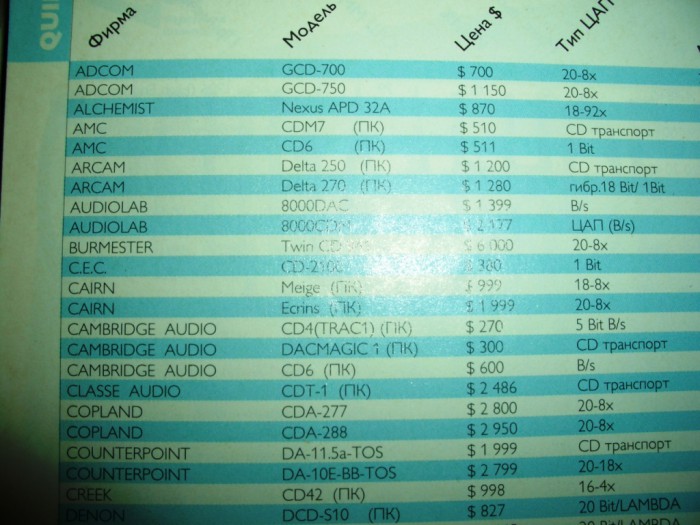 QUI
Фирма Модель Цена $ Тип ЦАП
ADCOM GCD-700 $ 700 20-8x
ADCOM GCD-750 $ 1 150 20-8x
ALCHEMIST Nexus APD 32A $ 870 18-92x
AMC CDM7 (ПК) $ 510 CD транспорт
AMC CD6 (ПК) $ 511 1 Bit
ARCAM Delta 250 (ПК) $ 1 200 CD транспорт
ARCAM Delta 270 (ПК) $ 1 280 гибр.18 Bit/ 1Bit
AUDIOLAB 8000DAC $ 1 399 B/s
AUDIOLAB 8000CDM ЦАП (B/s)
BURMESTER Twin CD $ 6 000 20-8x
C.E.C. 1 Bit
CAIRN Meige (ПК) $ 999 18-8x
CAIRN Ecrins (ПК) $ 1 999 20-8x
CAMBRIDGE AUDIO CD4(TRAC1) (ПК) $ 270 5 Bit B/s
CAMBRIDGE AUDIO DACMAGIC 1 (ПК) $ 300 CD транспорт
CAMBRIDGE AUDIO CD6 (ПК) $ 600 B/s
CLASSE AUDIO CDT-1 (ПК) $ 2 486 CD транспорт
COPLAND CDA-277 $ 2 800 20-8x
COPLAND CDA-288 $ 2 950 20-8x
COUNTERPOINT DA-11.5a-TOS $ 1 999 CD транспорт
COUNTERPOINT DA-10E-BB-TOS $ 2 799 20-18x
CREEK CD42 (ПК) $ 998 16-4x
DENON DCD-S10 (ПК) $ 827 20 Bit/LAMBDA
20 Bit/LAMBDA